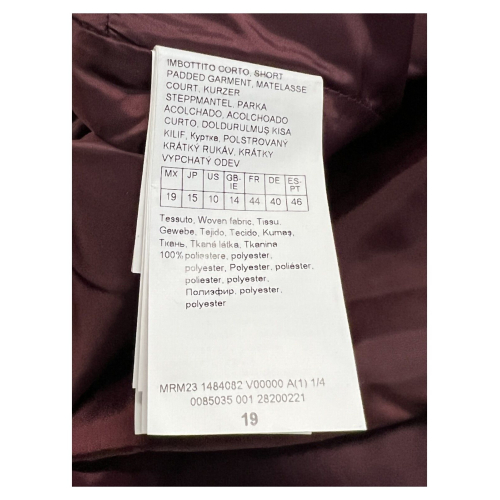 IMBOTTITO CORTO, SHORT
PADDED GARMENT, MATELASSE
COURT, KURZER
STEPPMANTEL, PARKA
ACOLCHADO, ACOLCHOADO
CURTO, DOLDURULMUŞ KISA
KILIF, Куртка, POLSTROVANÝ
KRÁTKÝ RUKÁV, KRÁTKY
VYPCHATY ODEV
MX JP US GB-IE FR DE ES-PT
19 15 10 14 44 40 46
Tessuto, Woven fabric, Tissu,
Gewebe, Tejido, Tecido, Kumaş,
Ткань, Tkaná látka, Tkanina
100% poliestere, polyester,
polyester, Polyester, poliéster,
poliester, polyester,
Полиэфир, polyester,
polyester
MRM23 1484082 V00000 A(1) 1/4
0085035 001 28200221
19